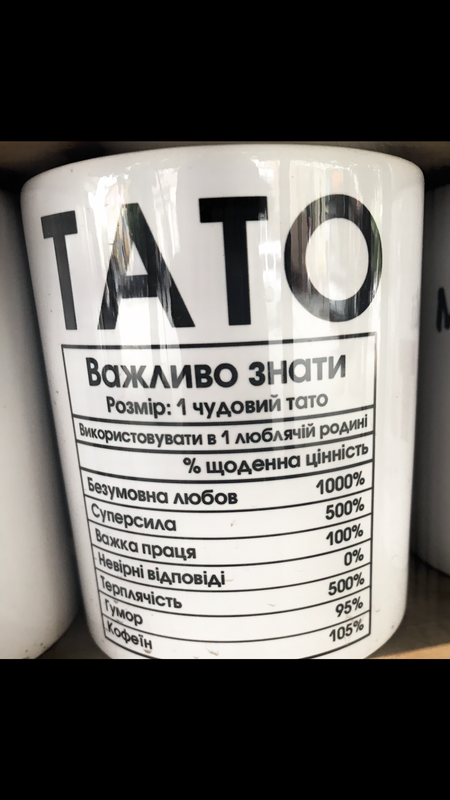 ТАТО
Важливо знати
Розмір: 1 чудовий тато
Використовувати в 1 люблячій родині
% щоденна цінність
Безумовна любов 1000%
Суперсила 500%
Важка праця 100%
Невірні відповіді 0%
Терплячість 500%
Гумор 95%
Кофеїн 105%